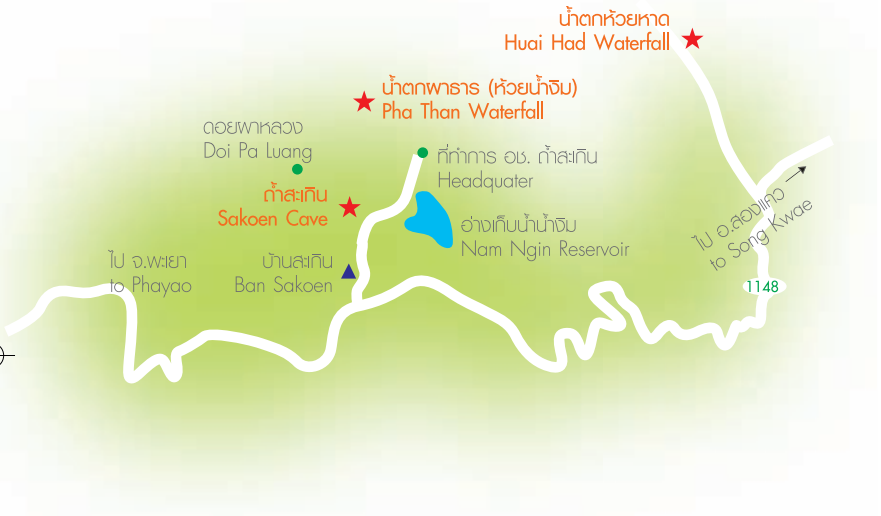 น้ำตกห้วยหาด
Huai Had Waterfall
น้ำตกผาธาร (ห้วยน้ำงิม)
Pha Than Waterfall
ดอยผาหลวง
Doi Pa Luang
ที่ทำการ อช. ถ้ำสะเกิน
Headquater
ถ้ำสะเกิน
Sakoen Cave
อ่างเก็บน้ำน้ำงิม
Nam Ngin Reservoir
ไป อ.สองแคว
to Song Kwae
ไป จ.พะเยา
to Phayao
บ้านสะเกิน
Ban Sakoen
1148